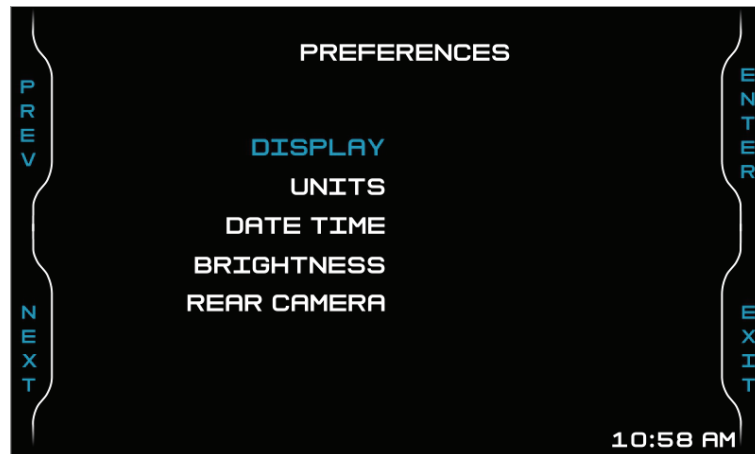 PREFERENCES
PREV
ENTER
DISPLAY
UNITS
DATE TIME
BRIGHTNESS
REAR CAMERA
NEXT
EXIT
10:58 AM